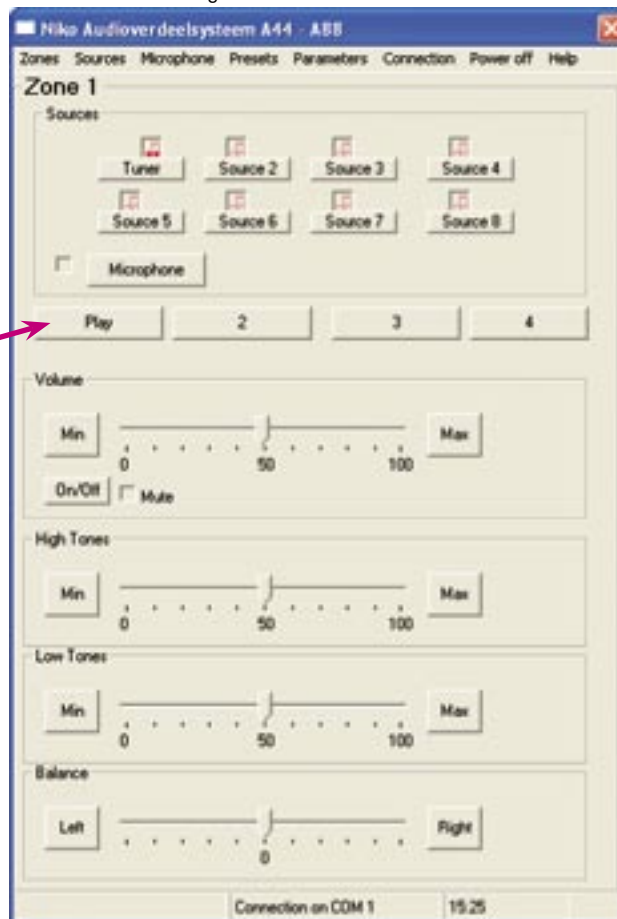 Niko Audioverdeelsysteem A44 - A88
Zones Sources Microphone Presets Parameters Connection Power off Help
Zone 1
Sources
Tuner Source 2 Source 3 Source 4
Source 5 Source 6 Source 7 Source 8
Microphone
Play 2 3 4
Volume
Min Max
0 50 100
On/Off Mute
High Tones
Min Max
0 50 100
Low Tones
Min Max
0 50 100
Balance
Left Right
0
Connection on COM 1 15:25